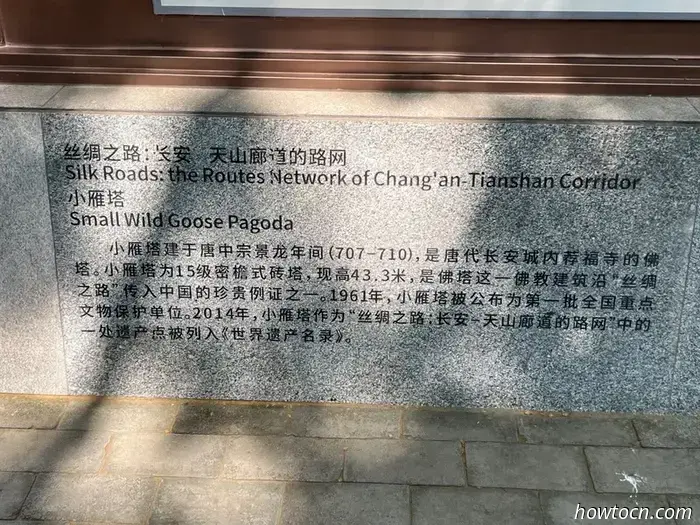 丝绸之路：长安 天山廊道的路网
Silk Roads: the Routes Network of Chang'an-Tianshan Corridor
小雁塔
Small Wild Goose Pagoda
小雁塔建于唐中宗景龙年间(707-710)，是唐代长安城内荐福寺的佛
塔。小雁塔为15级密檐式砖塔，现高43.3米，是佛塔这一佛教建筑沿“丝绸
之路”传入中国的珍贵例证之一。1961年，小雁塔被公布为第一批全国重点
文物保护单位。2014年，小雁塔作为“丝绸之路：长安-天山廊道的路网”中的
一处遗产点被列入《世界遗产名录》。
howtocn.com